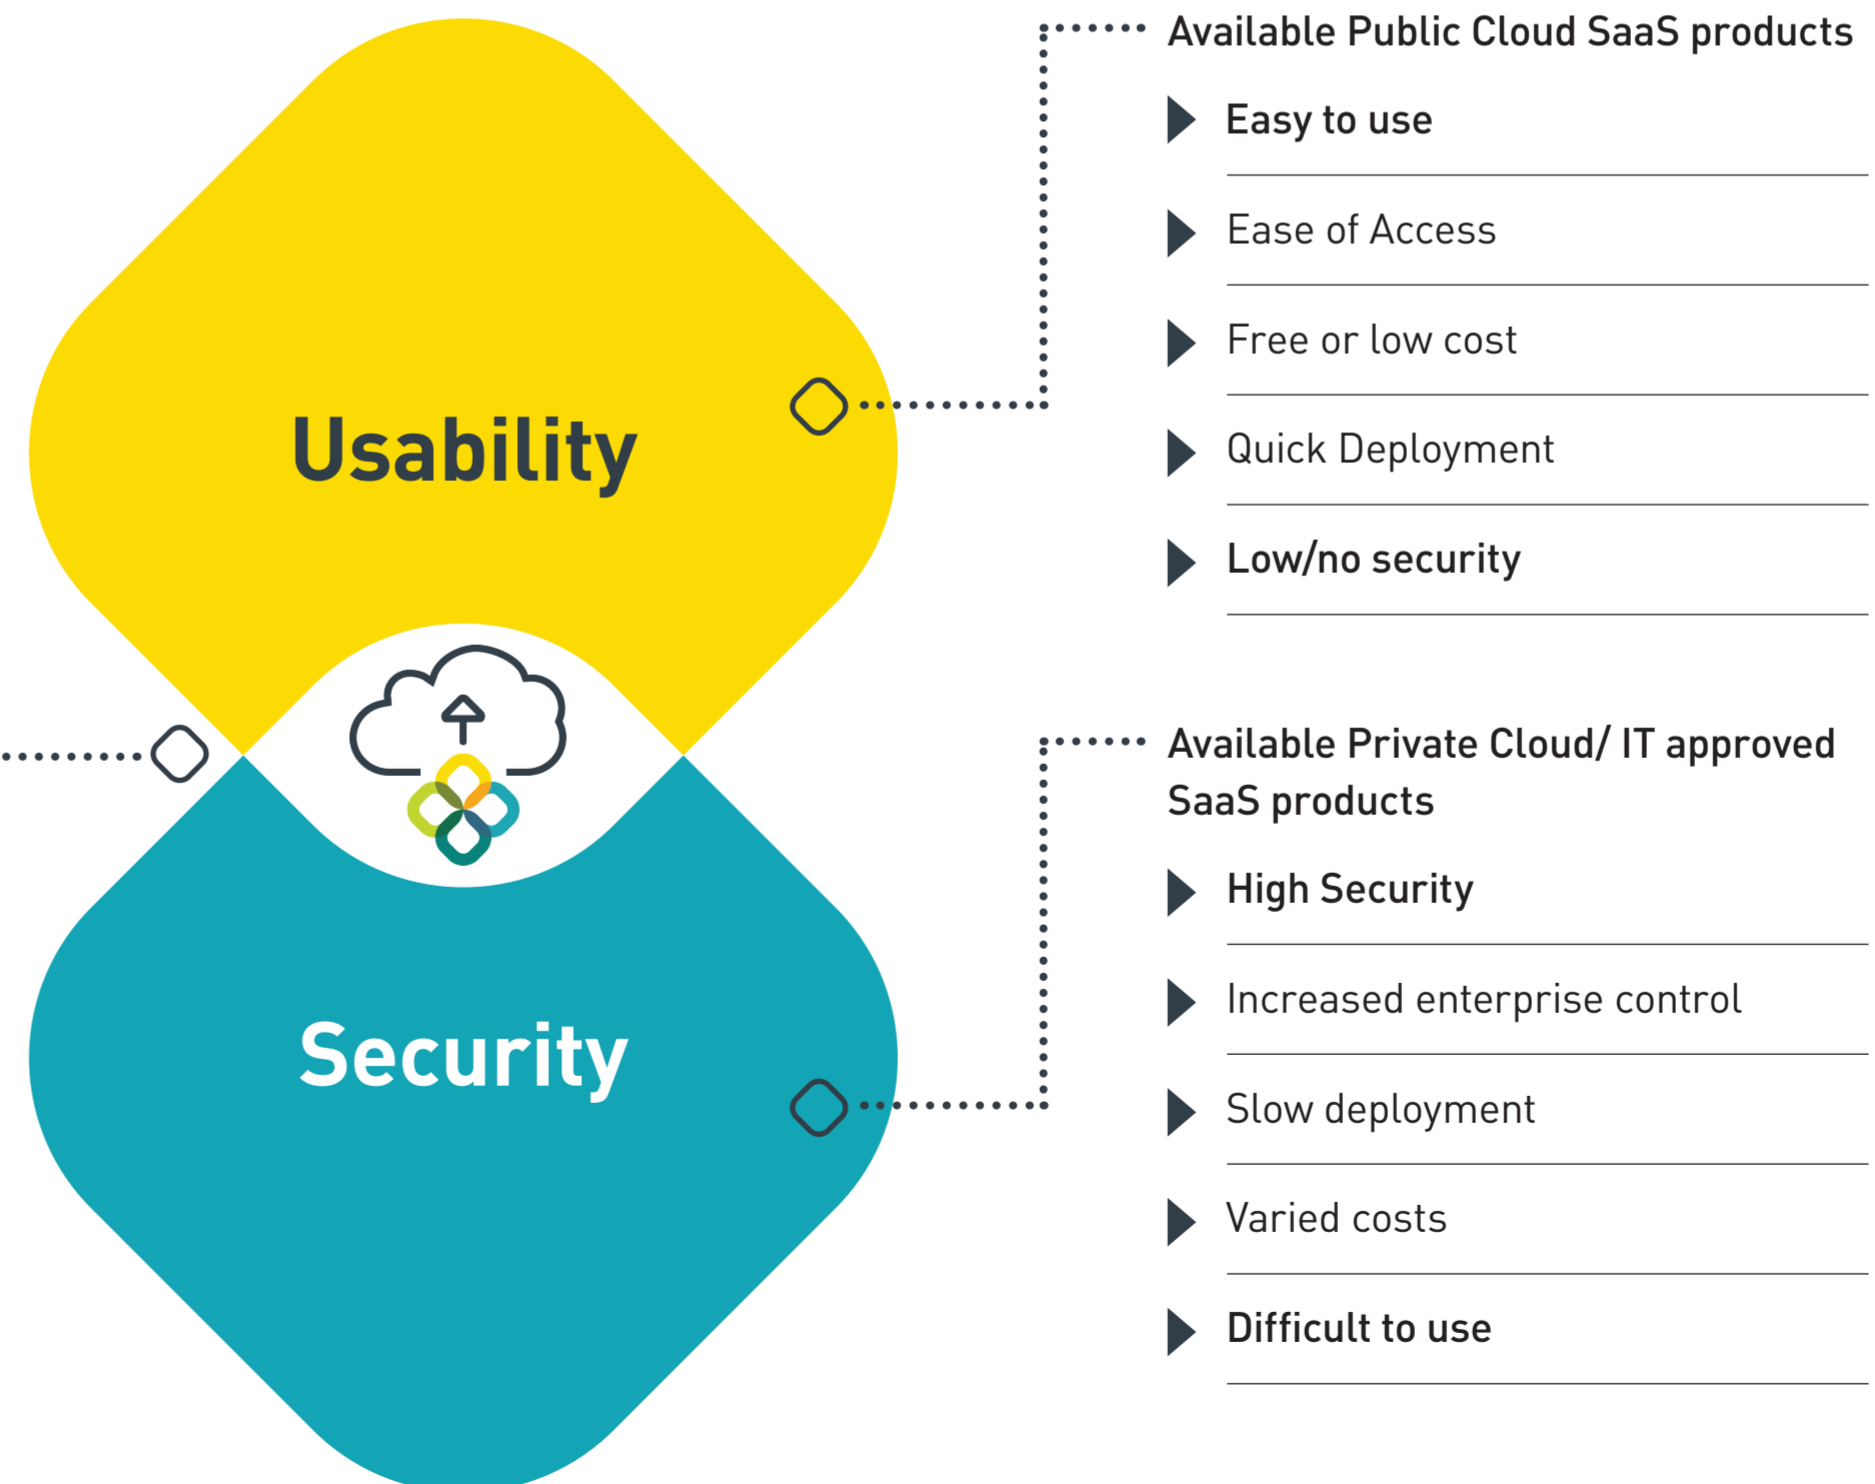 Usability
Security
Available Public Cloud SaaS products
Easy to use
Ease of Access
Free or low cost
Quick Deployment
Low/no security
Available Private Cloud/ IT approved
SaaS products
High Security
Increased enterprise control
Slow deployment
Varied costs
Difficult to use